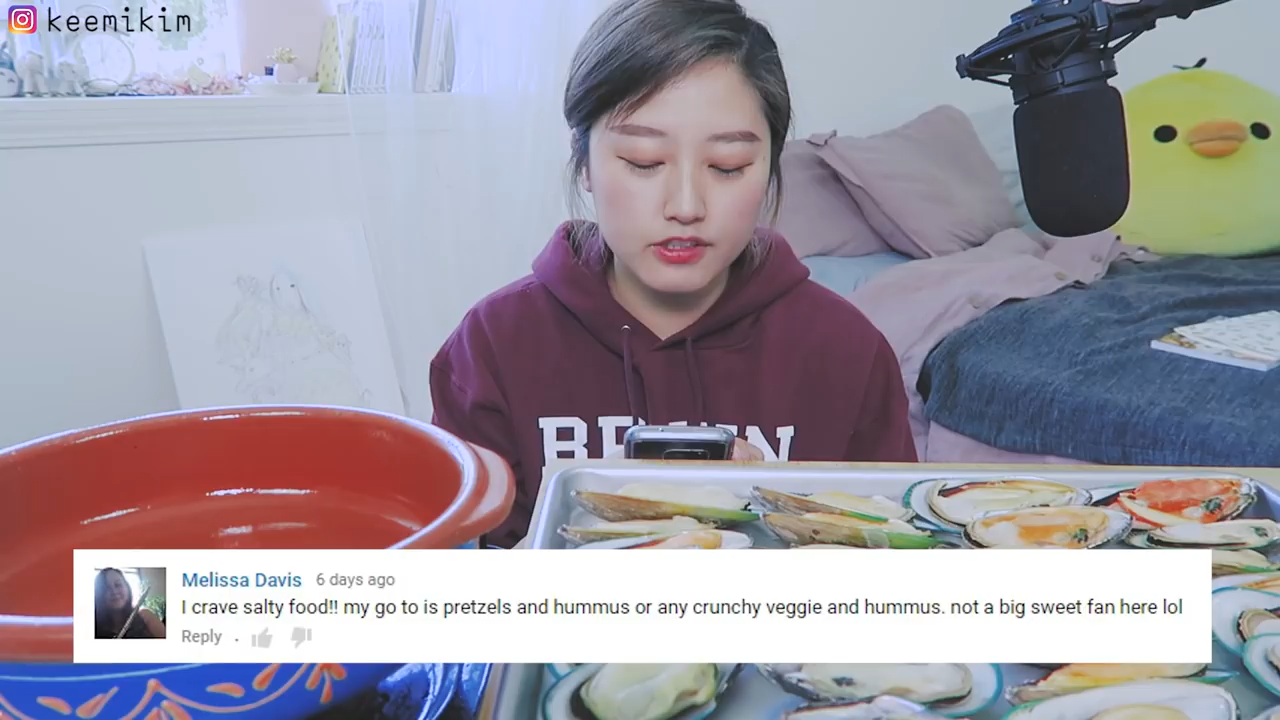 keemikim
Melissa Davis 6 days ago
I crave salty food!! my go to is pretzels and hummus or any crunchy veggie and hummus. not a big sweet fan here lol
Reply .